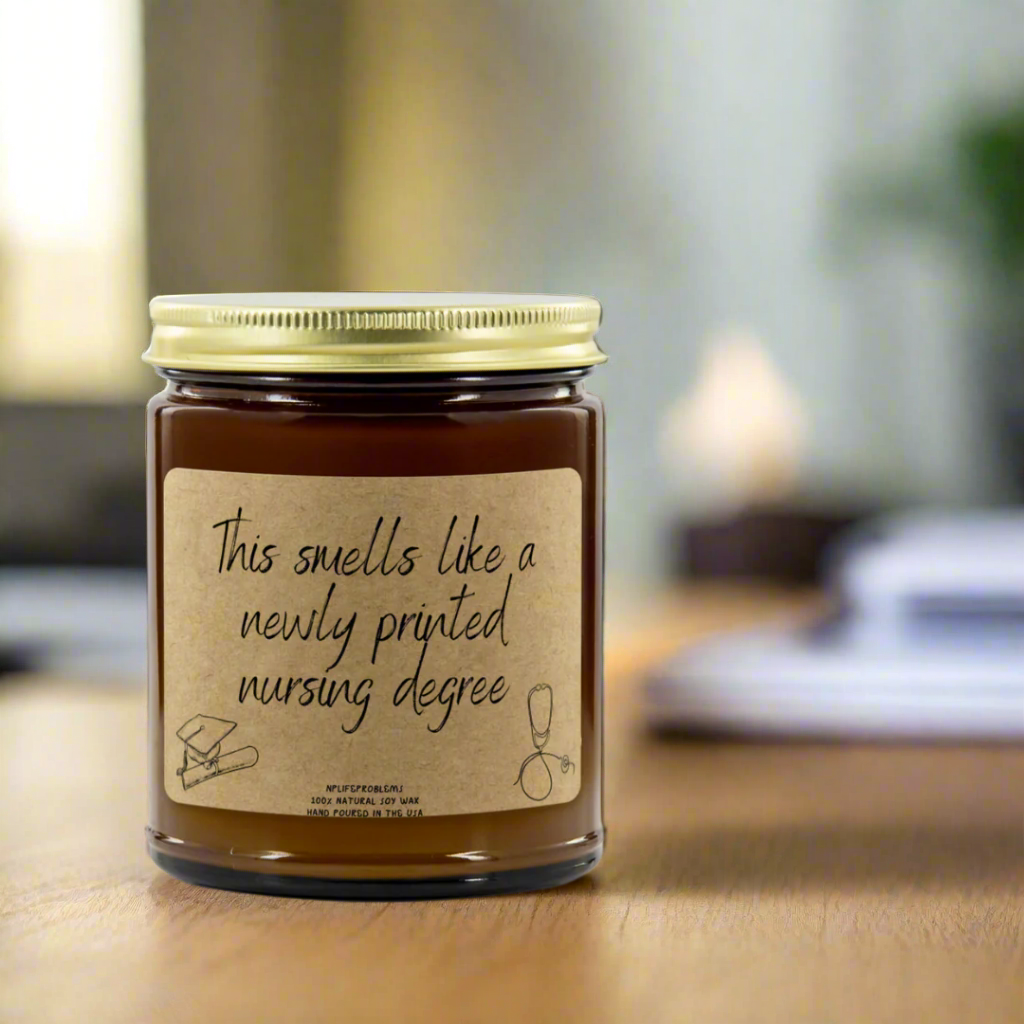 This smells like a
newly printed
nursing degree
NPLIFEPROBLEMS
100% NATURAL SOY WAX
HAND POURED IN THE USA